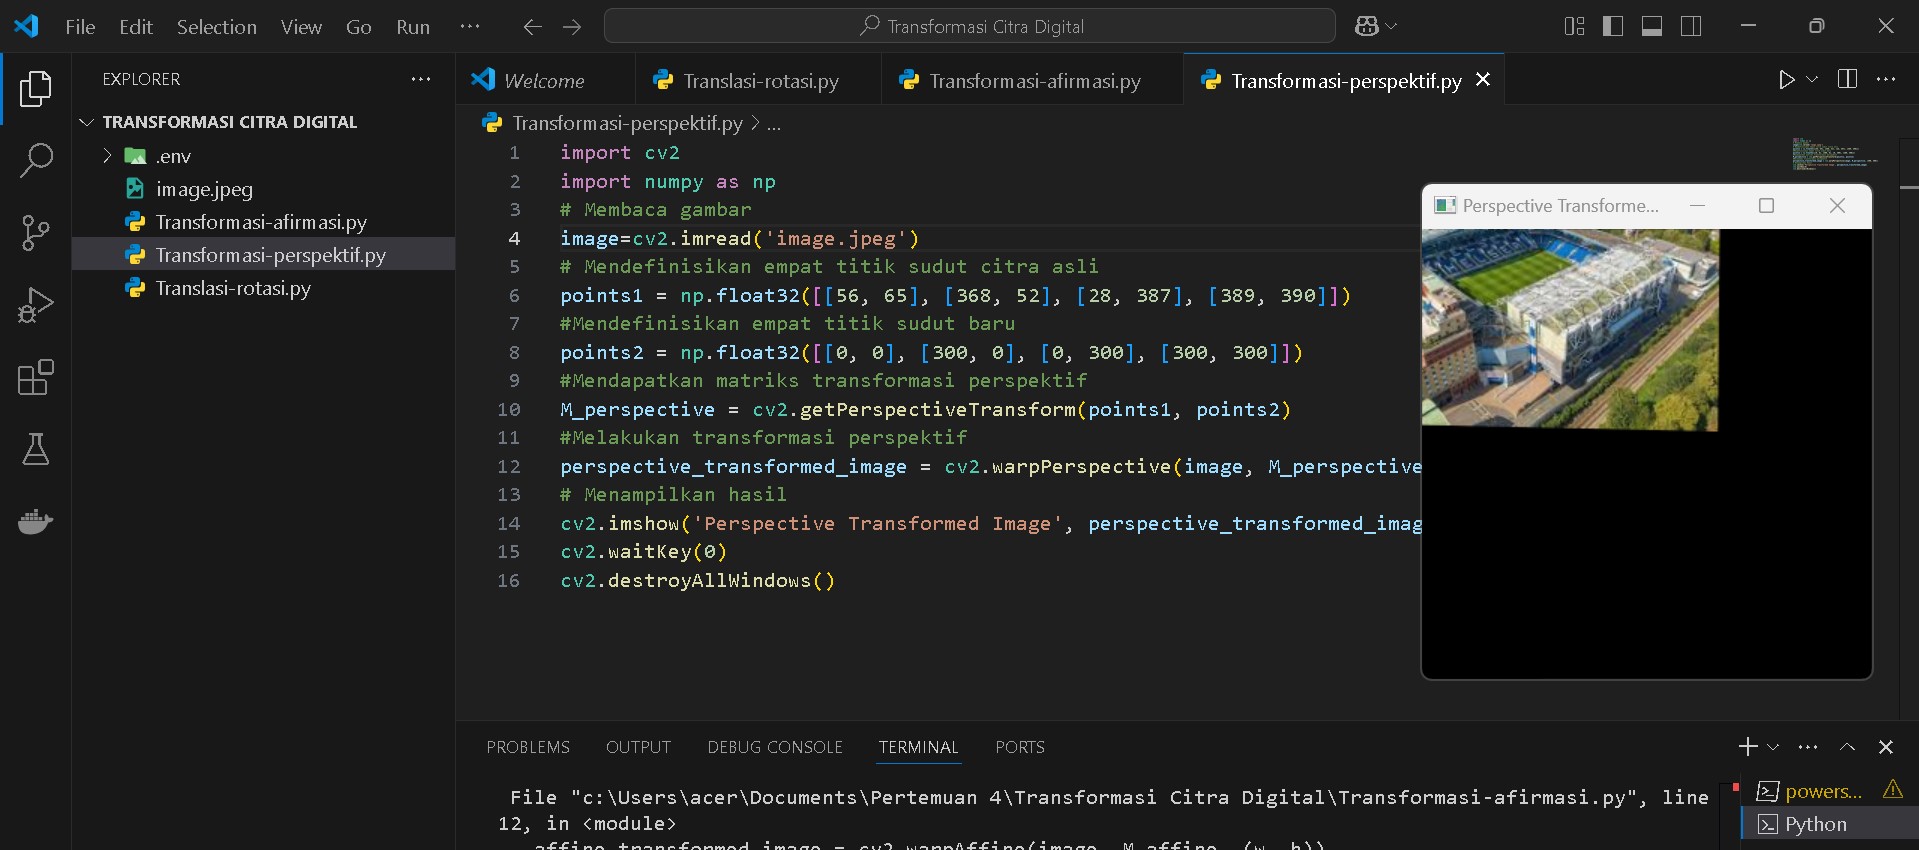 File Edit Selection View Go Run ···
Transformasi Citra Digital
EXPLORER
TRANSFORMASI CITRA DIGITAL
.env
image.jpeg
Transformasi-afirmasi.py
Transformasi-perspektif.py
Translasi-rotasi.py
Welcome
Translasi-rotasi.py
Transformasi-afirmasi.py
Transformasi-perspektif.py
Transformasi-perspektif.py > ...
1 import cv2
2 import numpy as np
3 # Membaca gambar
4 image=cv2.imread('image.jpeg')
5 # Mendefinisikan empat titik sudut citra asli
6 points1 = np.float32([[56, 65], [368, 52], [28, 387], [389, 390]])
7 #Mendefinisikan empat titik sudut baru
8 points2 = np.float32([[0, 0], [300, 0], [0, 300], [300, 300]])
9 #Mendapatkan matriks transformasi perspektif
10 M_perspective = cv2.getPerspectiveTransform(points1, points2)
11 #Melakukan transformasi perspektif
12 perspective_transformed_image = cv2.warpPerspective(image, M_perspective
13 # Menampilkan hasil
14 cv2.imshow('Perspective Transformed Image', perspective_transformed_imag
15 cv2.waitKey(0)
16 cv2.destroyAllWindows()
Perspective Transforme...
PROBLEMS OUTPUT DEBUG CONSOLE TERMINAL PORTS
File "c:\Users\acer\Documents\Pertemuan 4\Transformasi Citra Digital\Transformasi-afirmasi.py", line
12, in <module>
affine_transformed_image = cv2.warpAffine(image, M_affine, (w, h))
powers...
Python